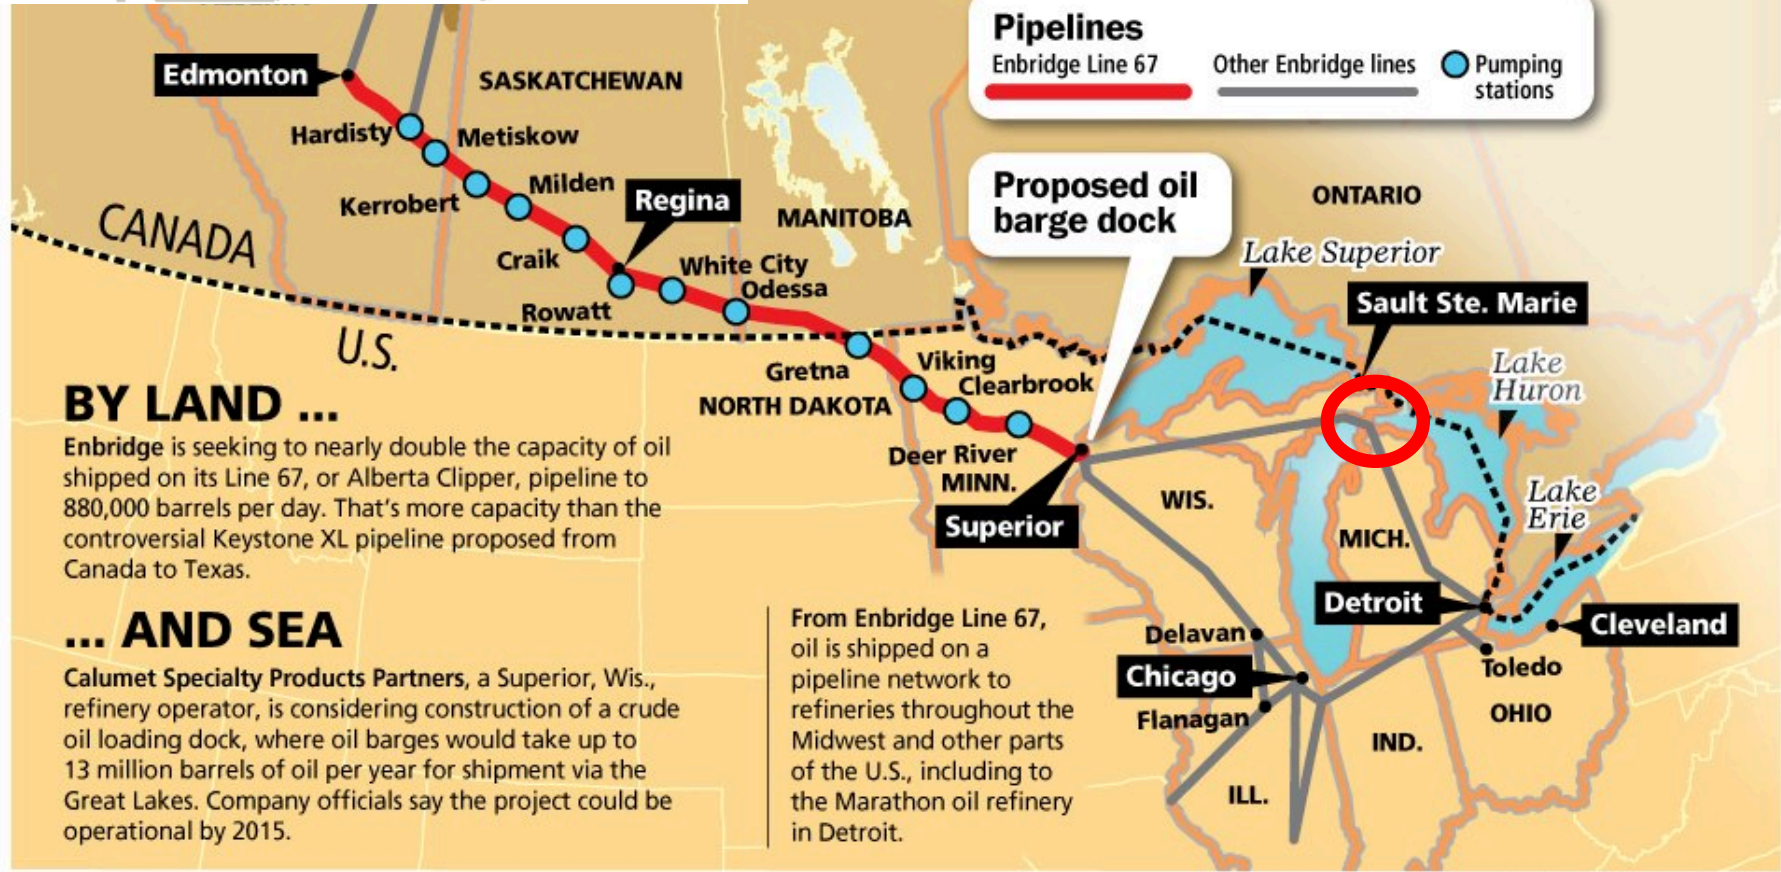 Edmonton
SASKATCHEWAN
Hardisty
Metiskow
Kerrobert
Milden
Regina
Craik
White City
Odessa
Rowatt
MANITOBA
CANADA
U.S.
Gretna
NORTH DAKOTA
Viking
Clearbrook
Deer River
MINN.
Superior
Pipelines
Enbridge Line 67
Other Enbridge lines
Pumping
stations
Proposed oil
barge dock
ONTARIO
Lake Superior
Sault Ste. Marie
Lake
Huron
Lake
Erie
WIS.
MICH.
Detroit
Cleveland
Toledo
OHIO
Delavan
Chicago
Flanagan
IND.
ILL.
BY LAND ...
Enbridge is seeking to nearly double the capacity of oil
shipped on its Line 67, or Alberta Clipper, pipeline to
880,000 barrels per day. That's more capacity than the
controversial Keystone XL pipeline proposed from
Canada to Texas.
... AND SEA
Calumet Specialty Products Partners, a Superior, Wis.,
refinery operator, is considering construction of a crude
oil loading dock, where oil barges would take up to
13 million barrels of oil per year for shipment via the
Great Lakes. Company officials say the project could be
operational by 2015.
From Enbridge Line 67,
oil is shipped on a
pipeline network to
refineries throughout the
Midwest and other parts
of the U.S., including to
the Marathon oil refinery
in Detroit.